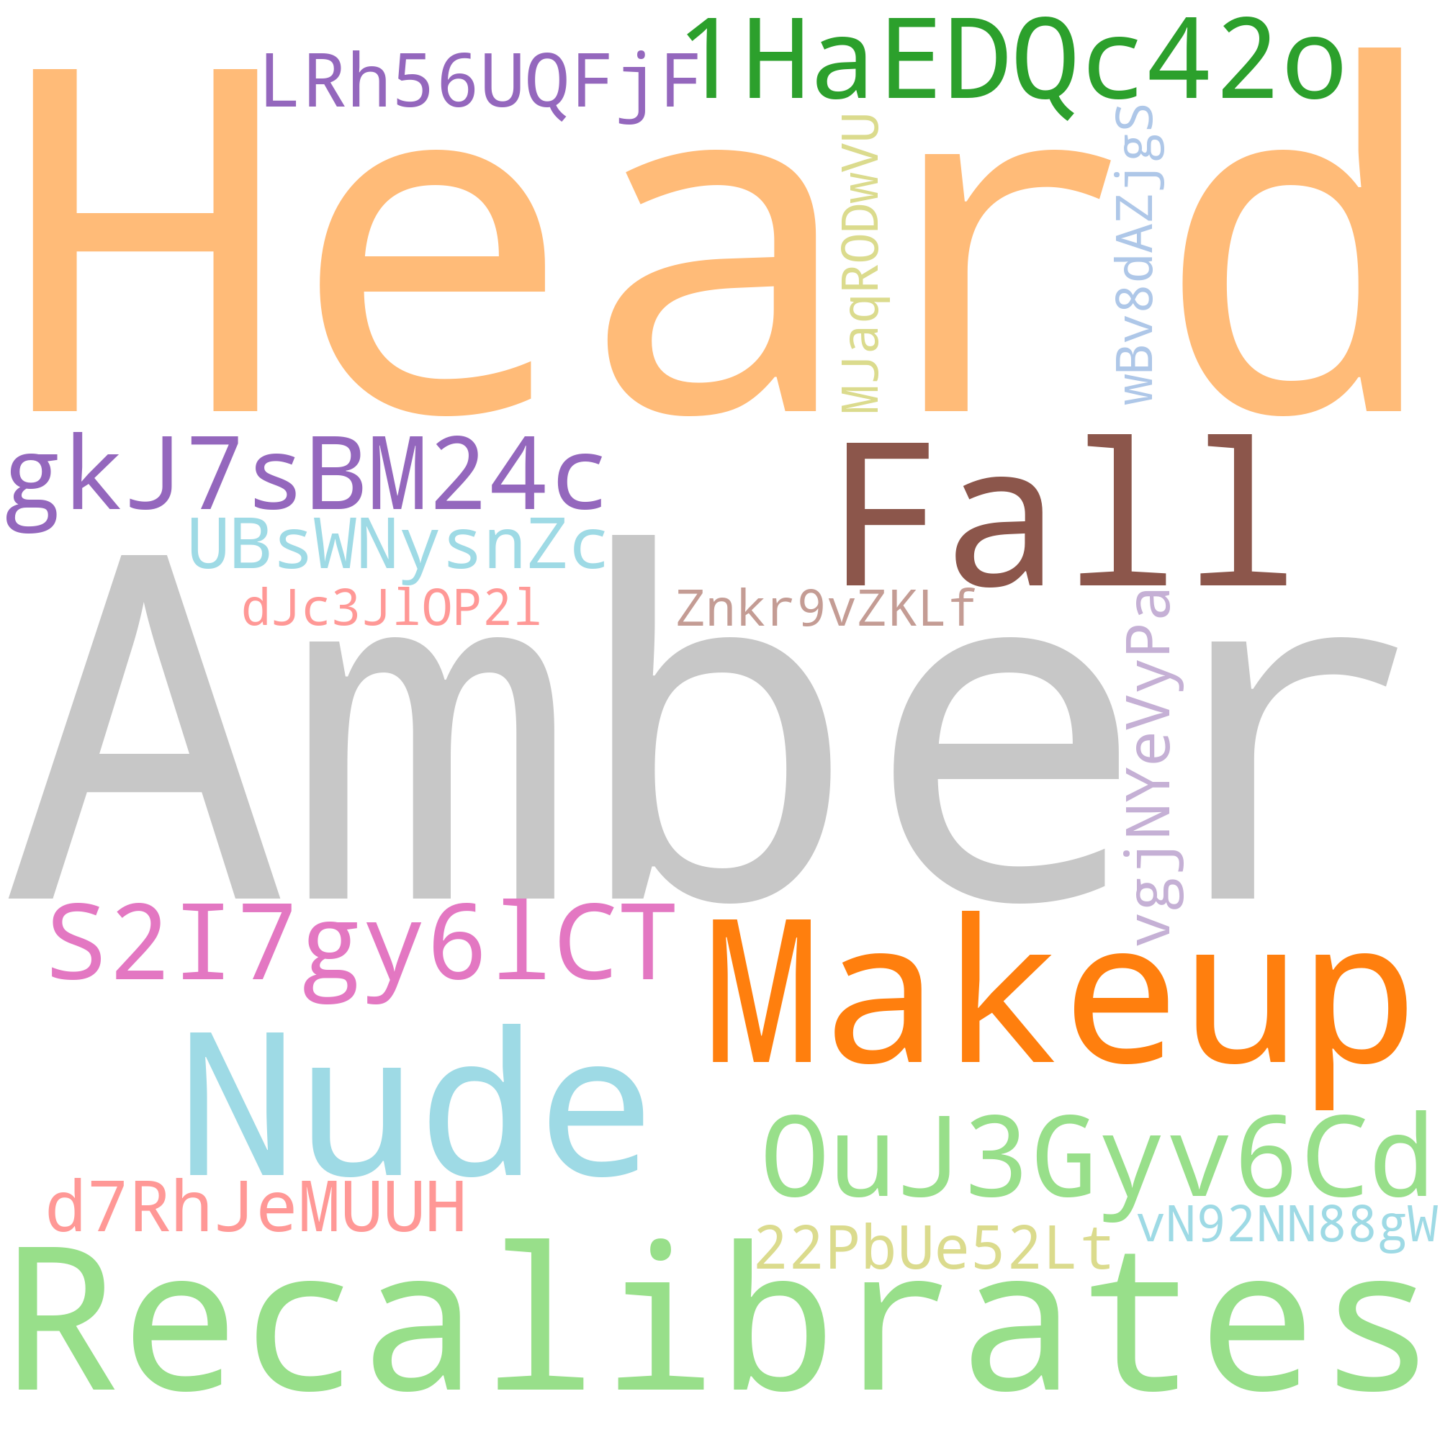 LRh56UQFjF
1HaEDQc42o
Heard
MJaqRODwVU
wBv8dAZjgS
gkJ7sBM24c
Fall
UBsWNysnZc
dJc3JlOP2l
Znkr9vZKLf
Amber
vgjNYeVyPa
S2I7gy6lCT
Makeup
Nude
OuJ3Gyv6Cd
d7RhJeMUUH
22PbUe52Lt
vN92NN88gW
Recalibrates